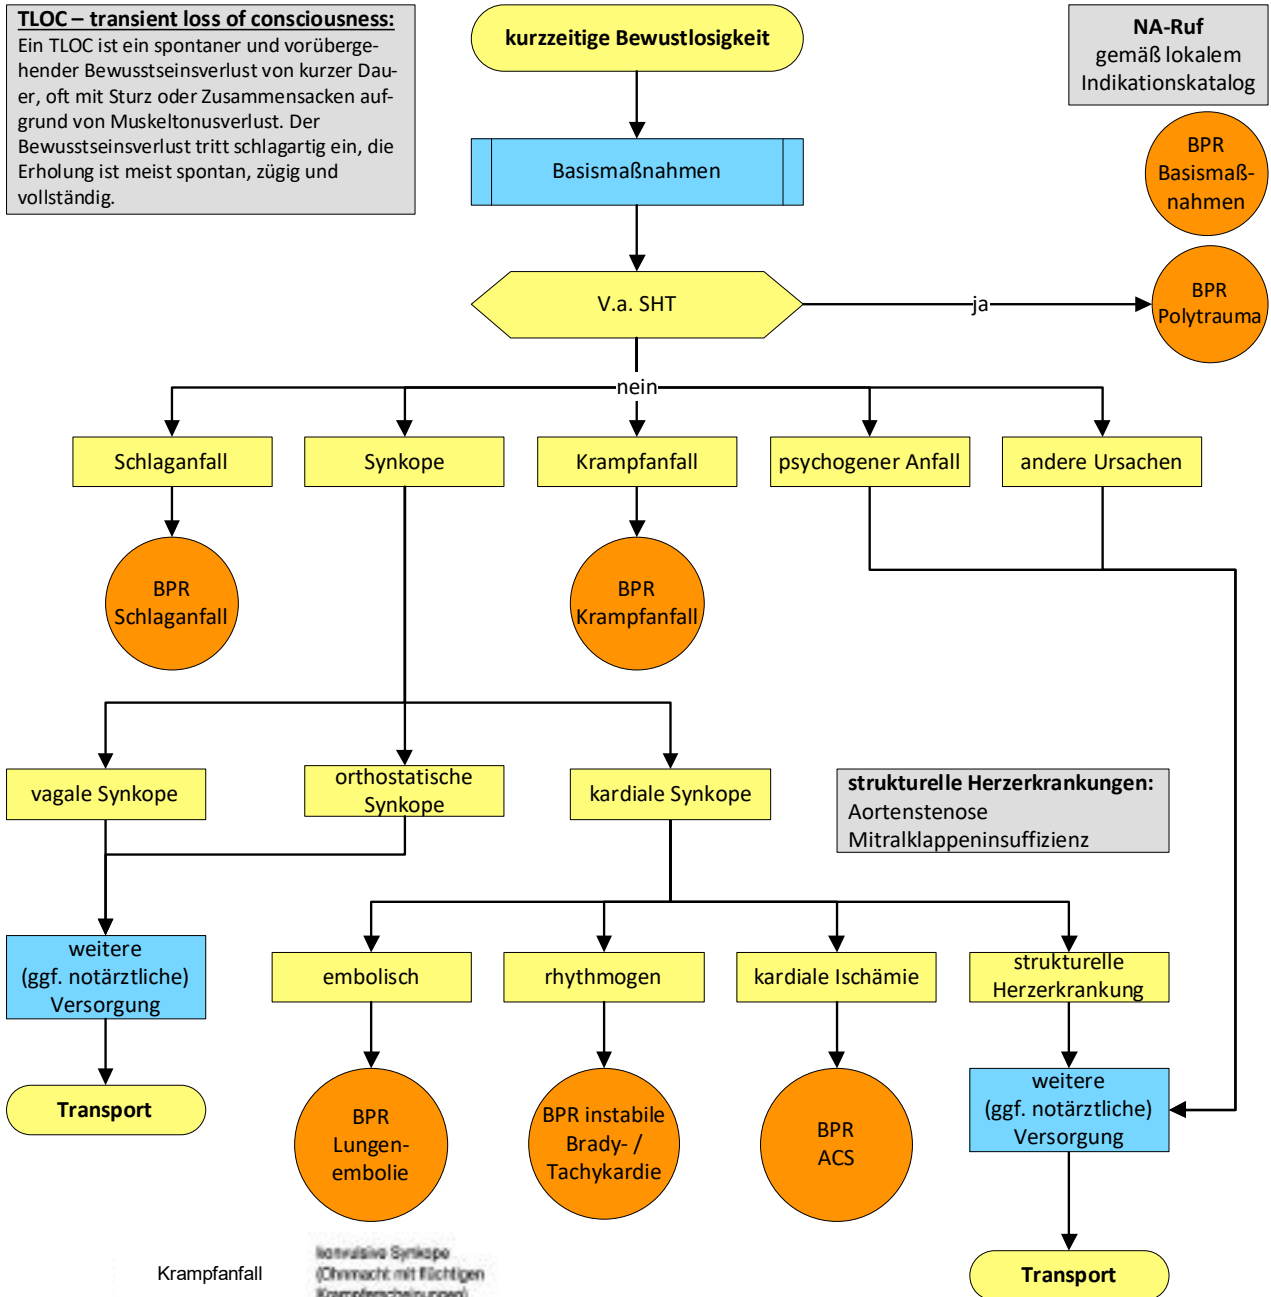 TLOC – transient loss of consciousness:
Ein TLOC ist ein spontaner und vorüberge-
hender Bewusstseinsverlust von kurzer Dau-
er, oft mit Sturz oder Zusammensacken auf-
grund von Muskeltonusverlust. Der
Bewusstseinsverlust tritt schlagartig ein, die
Erholung ist meist spontan, zügig und
vollständig.
kurzzeitige Bewustlosigkeit
NA-Ruf
gemäß lokalem
Indikationskatalog
BPR
Basismaß-
nahmen
Basismaßnahmen
V.a. SHT
ja
BPR
Polytrauma
nein
Schlaganfall
Synkope
Krampfanfall
psychogener Anfall
andere Ursachen
BPR
Schlaganfall
BPR
Krampfanfall
vagale Synkope
orthostatische
Synkope
kardiale Synkope
strukturelle Herzerkrankungen:
Aortenstenose
Mitralklappeninsuffizienz
weitere
(ggf. notärztliche)
Versorgung
embolisch
rhythmogen
kardiale Ischämie
strukturelle
Herzerkrankung
Transport
BPR
Lungen-
embolie
BPR instabile
Brady- /
Tachykardie
BPR
ACS
weitere
(ggf. notärztliche)
Versorgung
Transport
Krampfanfall
konvulsive Synkope
(Ohnmacht mit flüchtigen
Krampferscheinungen)